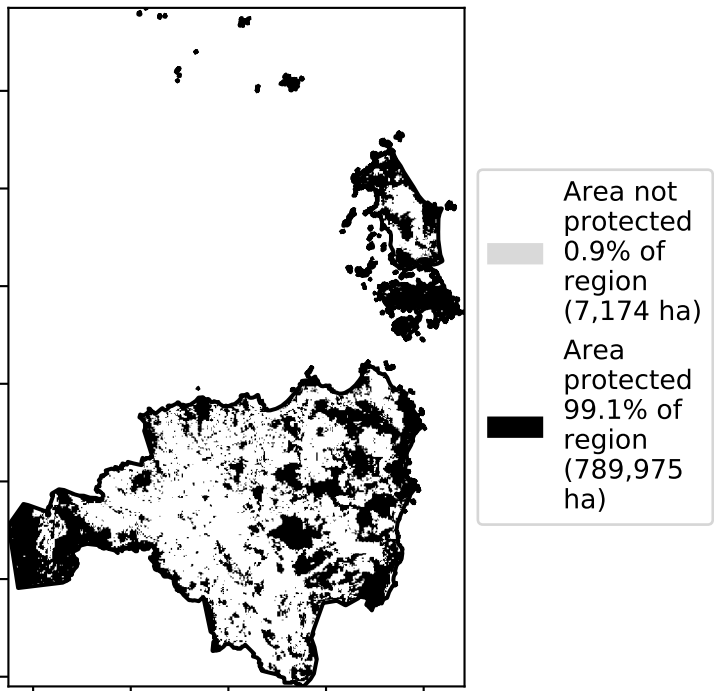 Area not
protected
0.9% of
region
(7,174 ha)
Area
protected
99.1% of
region
(789,975
ha)